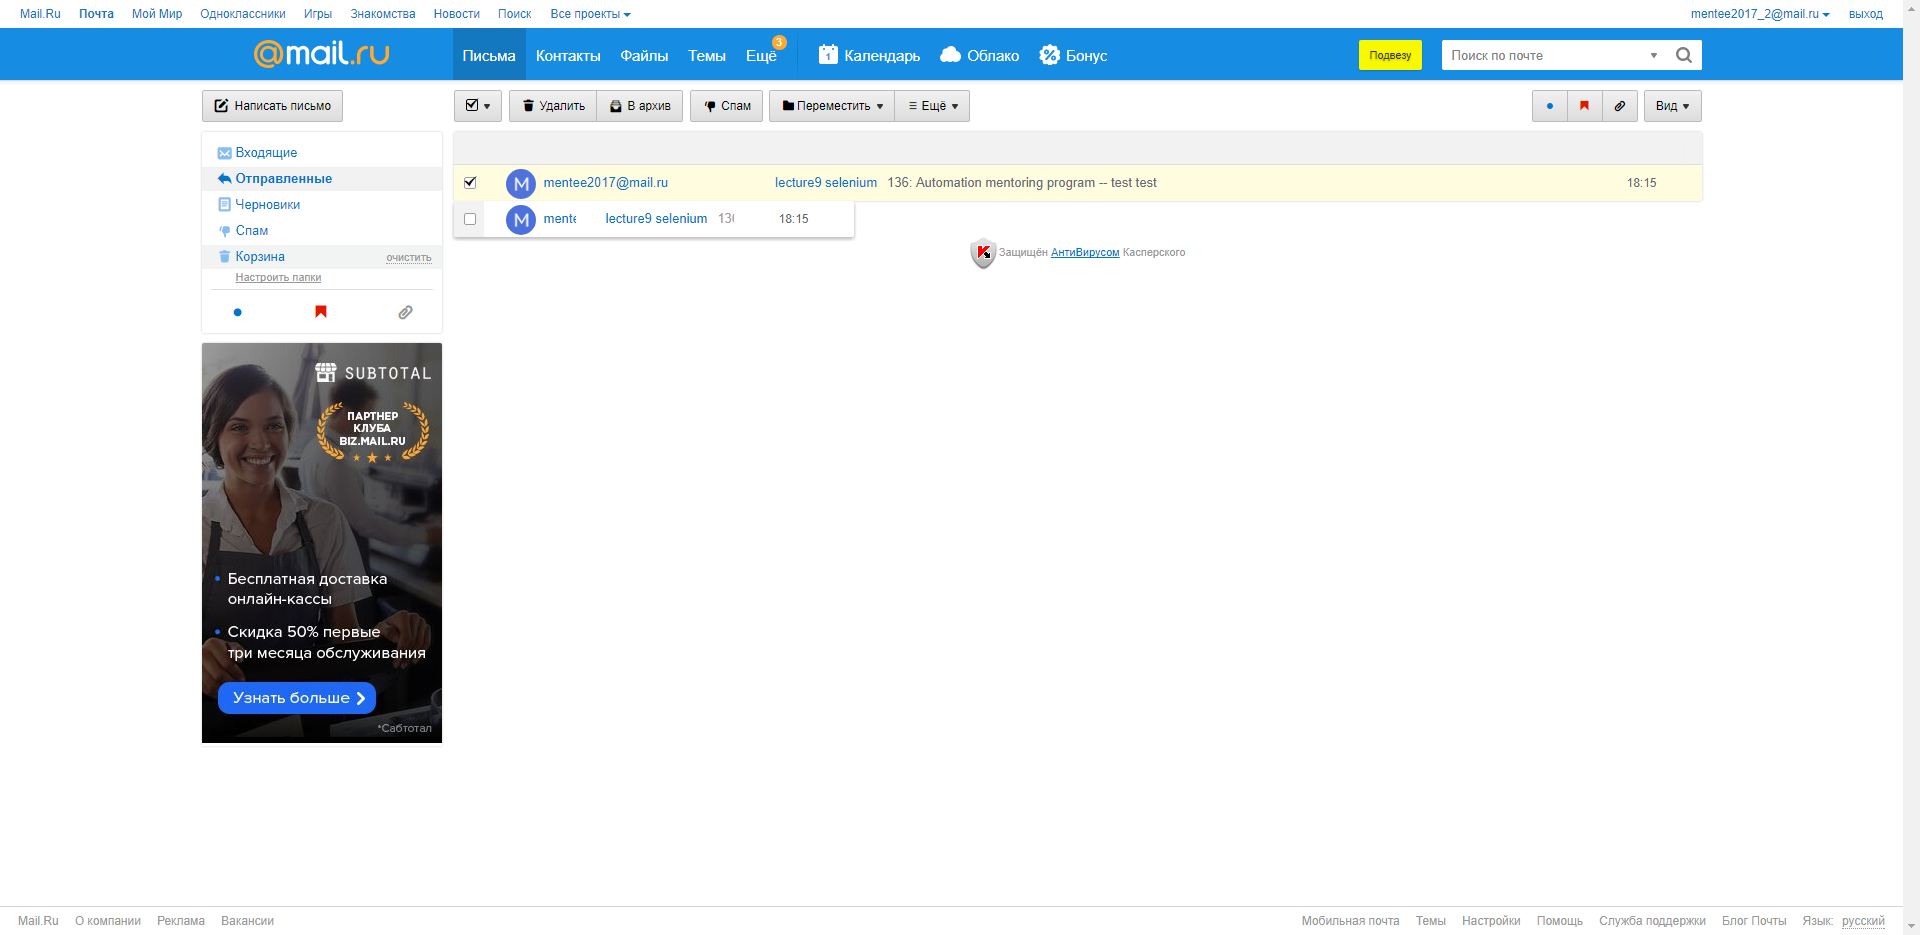 Mail.Ru Почта Мой Мир Одноклассники Игры Знакомства Новости Поиск Все проекты mentee2017_2@mail.ru выход
@mail.ru Письма Контакты Файлы Темы Ещё 3 1 Календарь Облако Бонус Подвезу Поиск по почте
Написать письмо Удалить В архив Спам Переместить Ещё Вид
Входящие
Отправленные
Черновики
Спам
Корзина очистить
Настроить папки
M mentee2017@mail.ru lecture9 selenium 136: Automation mentoring program -- test test 18:15
M mente lecture9 selenium 136 18:15
Защищён АнтиВирусом Касперского
SUBTOTAL
ПАРТНЕР
КЛУБА
BIZ.MAIL.RU
• Бесплатная доставка
онлайн-кассы
• Скидка 50% первые
три месяца обслуживания
Узнать больше
*Сабтотал
Mail.Ru О компании Реклама Вакансии Мобильная почта Темы Настройки Помощь Служба поддержки Блог Почты Язык: русский